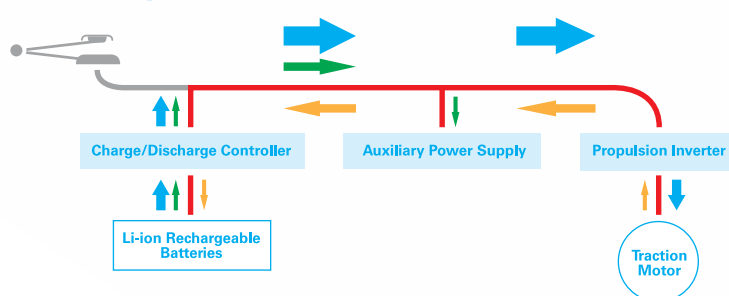 Charge/Discharge Controller
Auxiliary Power Supply
Propulsion Inverter
Li-ion Rechargeable
Batteries
Traction
Motor